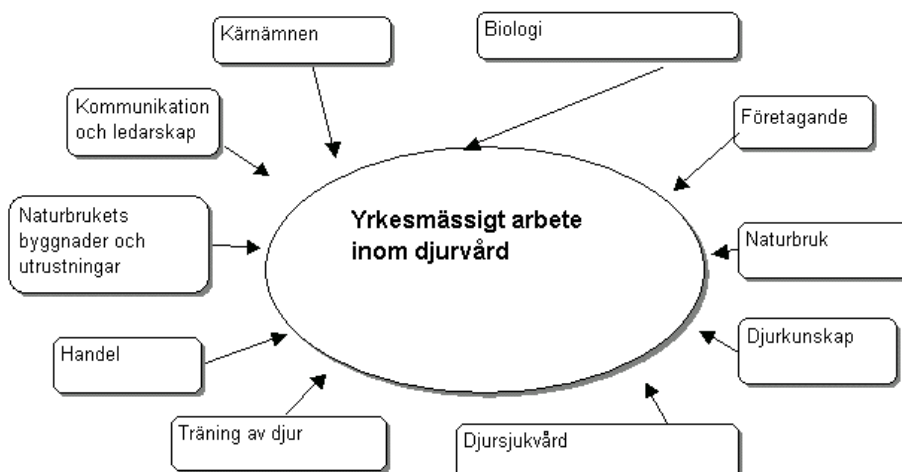 Kärnämnen
Biologi
Kommunikation
och ledarskap
Företagande
Naturbrukets
byggnader och
utrustningar
Yrkesmässigt arbete
inom djurvård
Naturbruk
Handel
Djurkunskap
Träning av djur
Djursjukvård